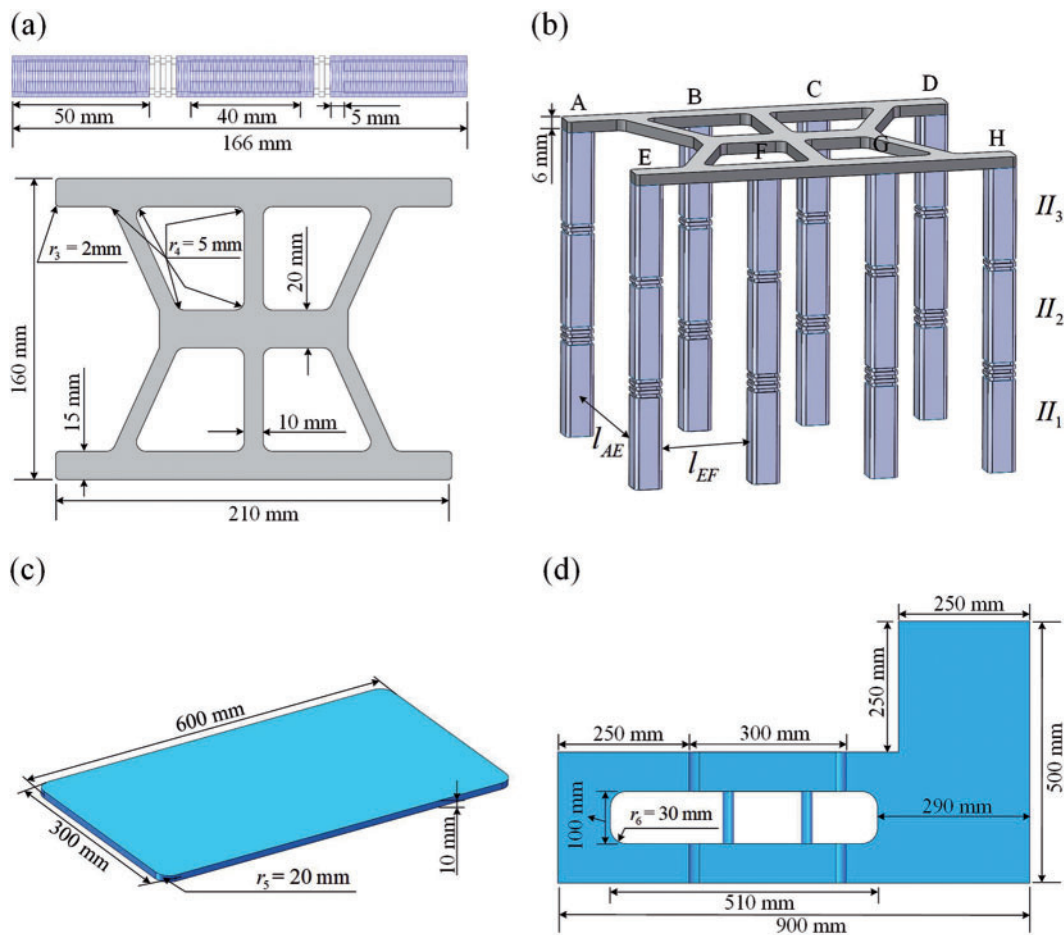 (a)
50 mm
40 mm
5 mm
166 mm
160 mm
r₃ = 2mm
r₄ = 5 mm
20 mm
15 mm
10 mm
210 mm
(b)
A
B
C
D
6 mm
E
F
G
H
II₃
II₂
II₁
l_AE
l_EF
(c)
600 mm
300 mm
10 mm
r₅ = 20 mm
(d)
250 mm
250 mm
500 mm
250 mm
300 mm
100 mm
r₆ = 30 mm
290 mm
510 mm
900 mm